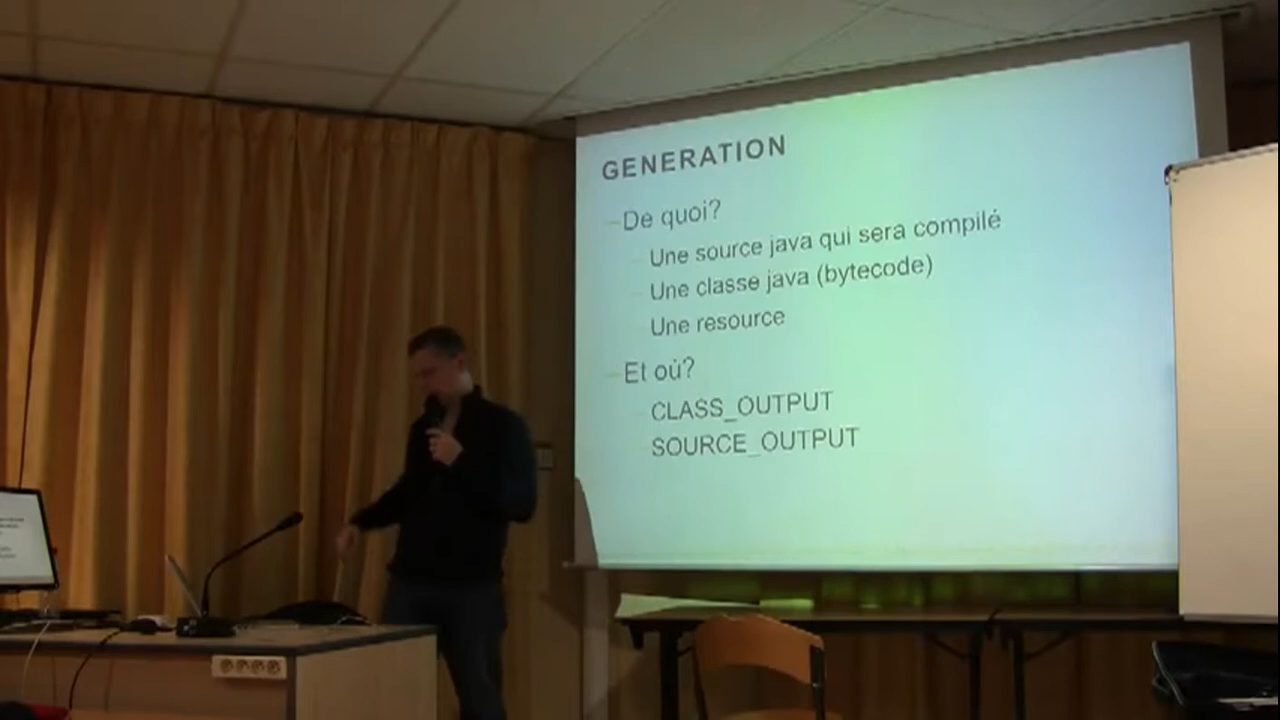 GENERATION
De quoi?
Une source java qui sera compilé
Une classe java (bytecode)
Une resource
Et où?
CLASS_OUTPUT
SOURCE_OUTPUT